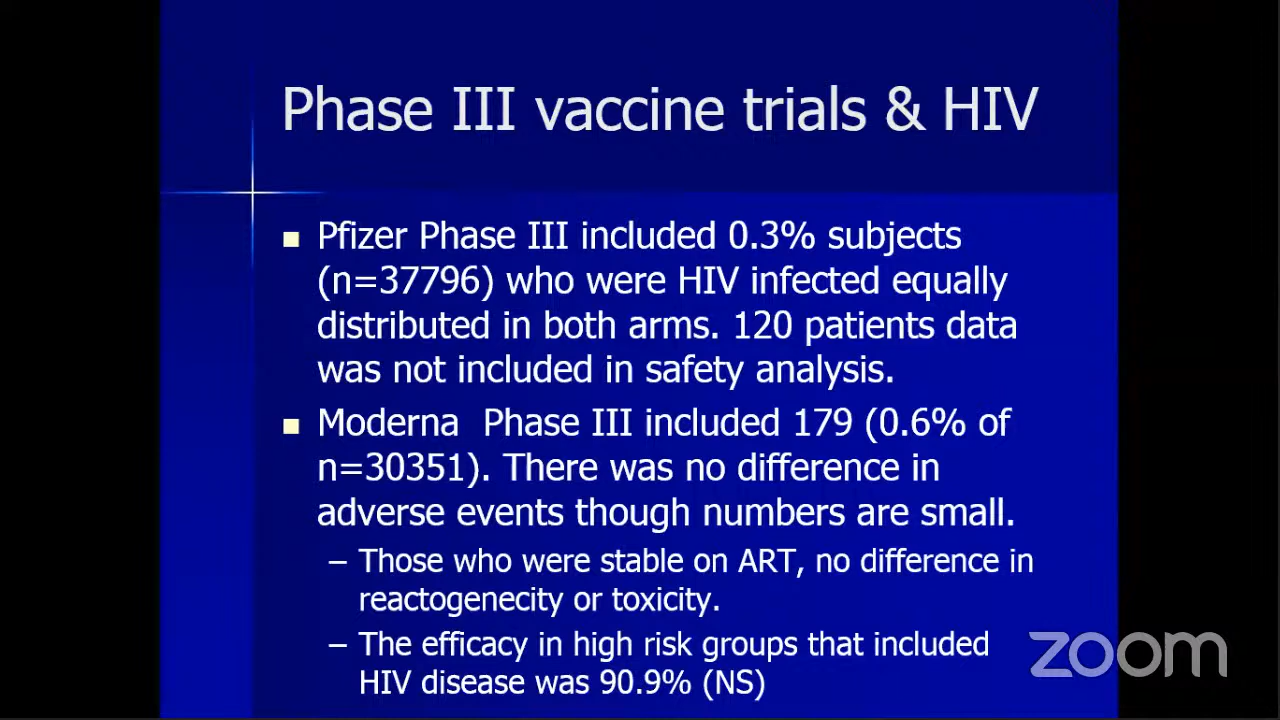 Phase III vaccine trials & HIV
Pfizer Phase III included 0.3% subjects
(n=37796) who were HIV infected equally
distributed in both arms. 120 patients data
was not included in safety analysis.
Moderna Phase III included 179 (0.6% of
n=30351). There was no difference in
adverse events though numbers are small.
– Those who were stable on ART, no difference in
reactogenecity or toxicity.
– The efficacy in high risk groups that included
HIV disease was 90.9% (NS)
zoom